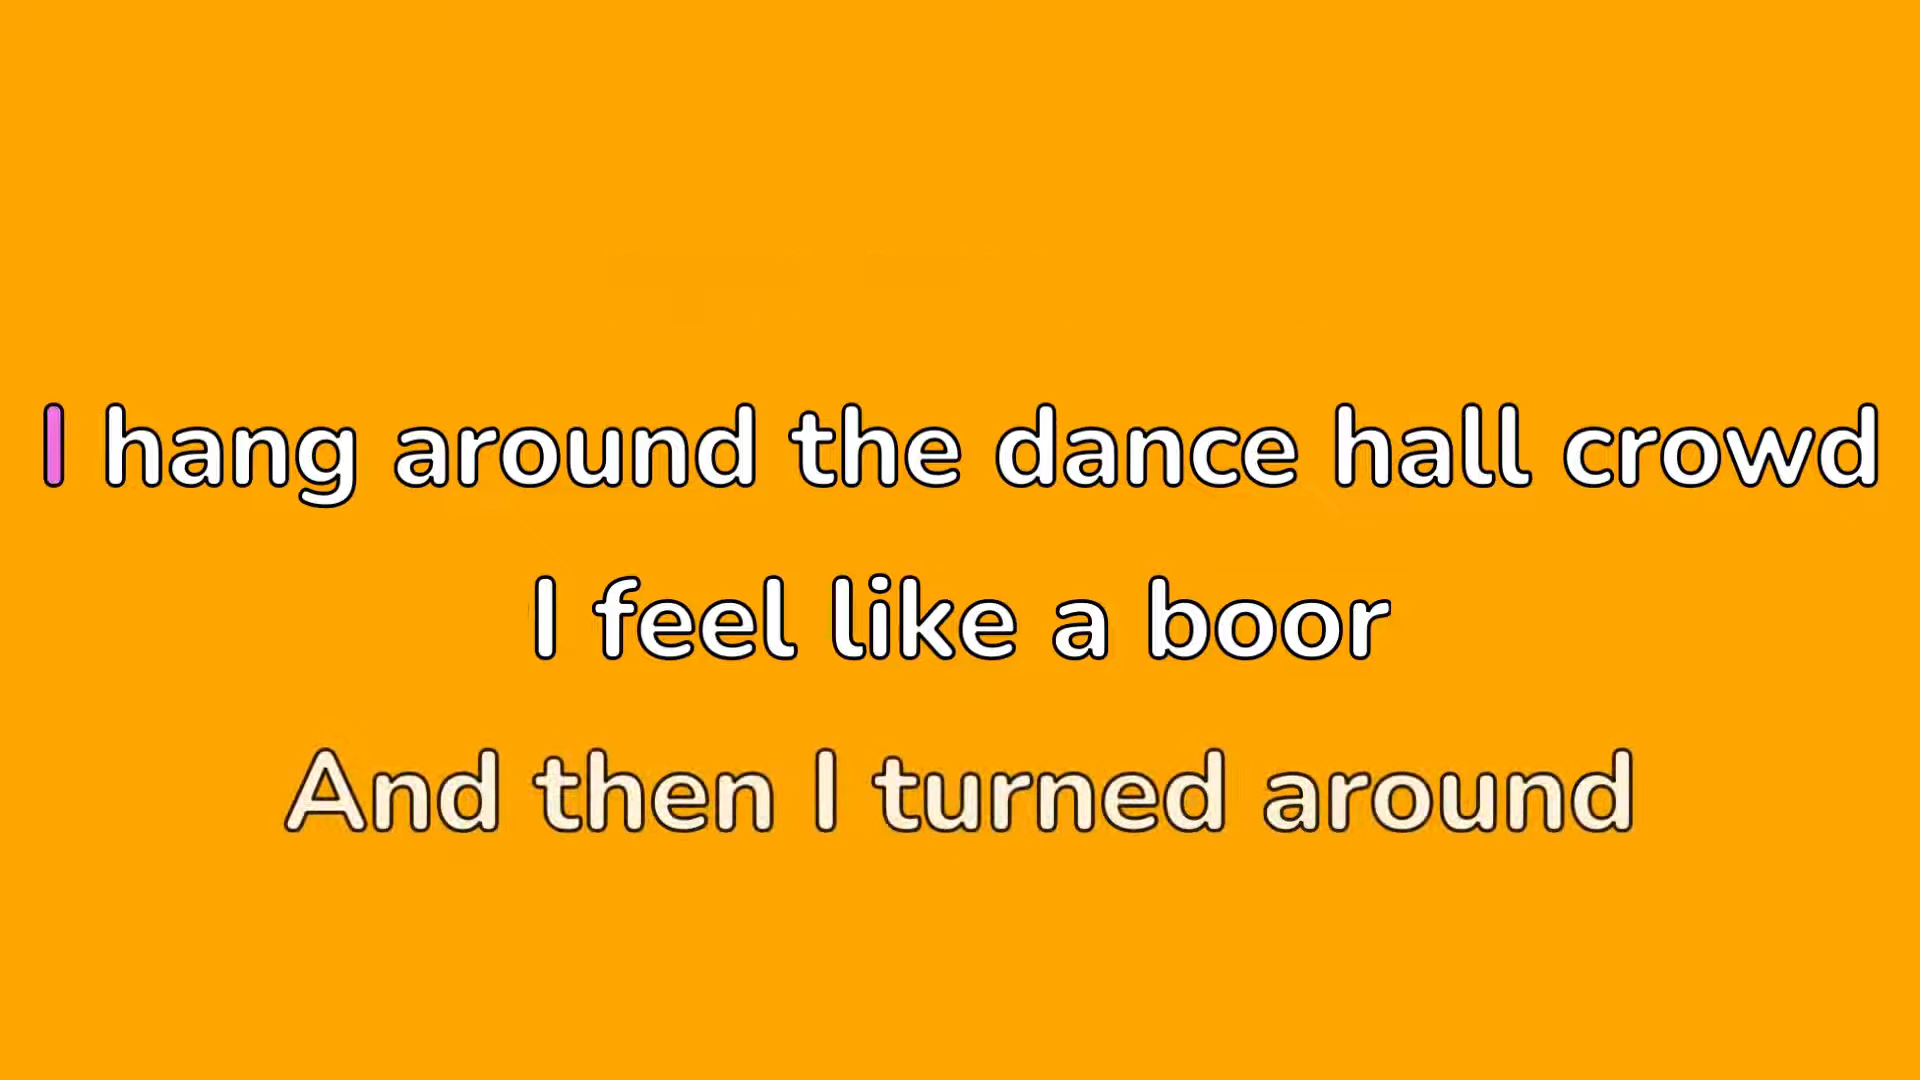 I hang around the dance hall crowd
I feel like a boor
And then I turned around